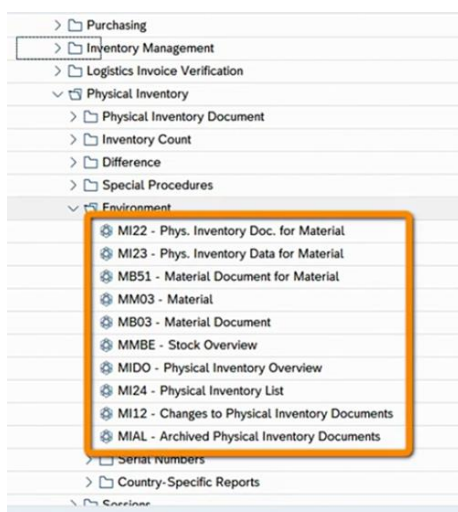 Purchasing
Inventory Management
Logistics Invoice Verification
Physical Inventory
Physical Inventory Document
Inventory Count
Difference
Special Procedures
Environment
MI22 - Phys. Inventory Doc. for Material
MI23 - Phys. Inventory Data for Material
MB51 - Material Document for Material
MM03 - Material
MB03 - Material Document
MMBE - Stock Overview
MIDO - Physical Inventory Overview
MI24 - Physical Inventory List
MI12 - Changes to Physical Inventory Documents
MIAL - Archived Physical Inventory Documents
Serial Numbers
Country-Specific Reports
Sessions